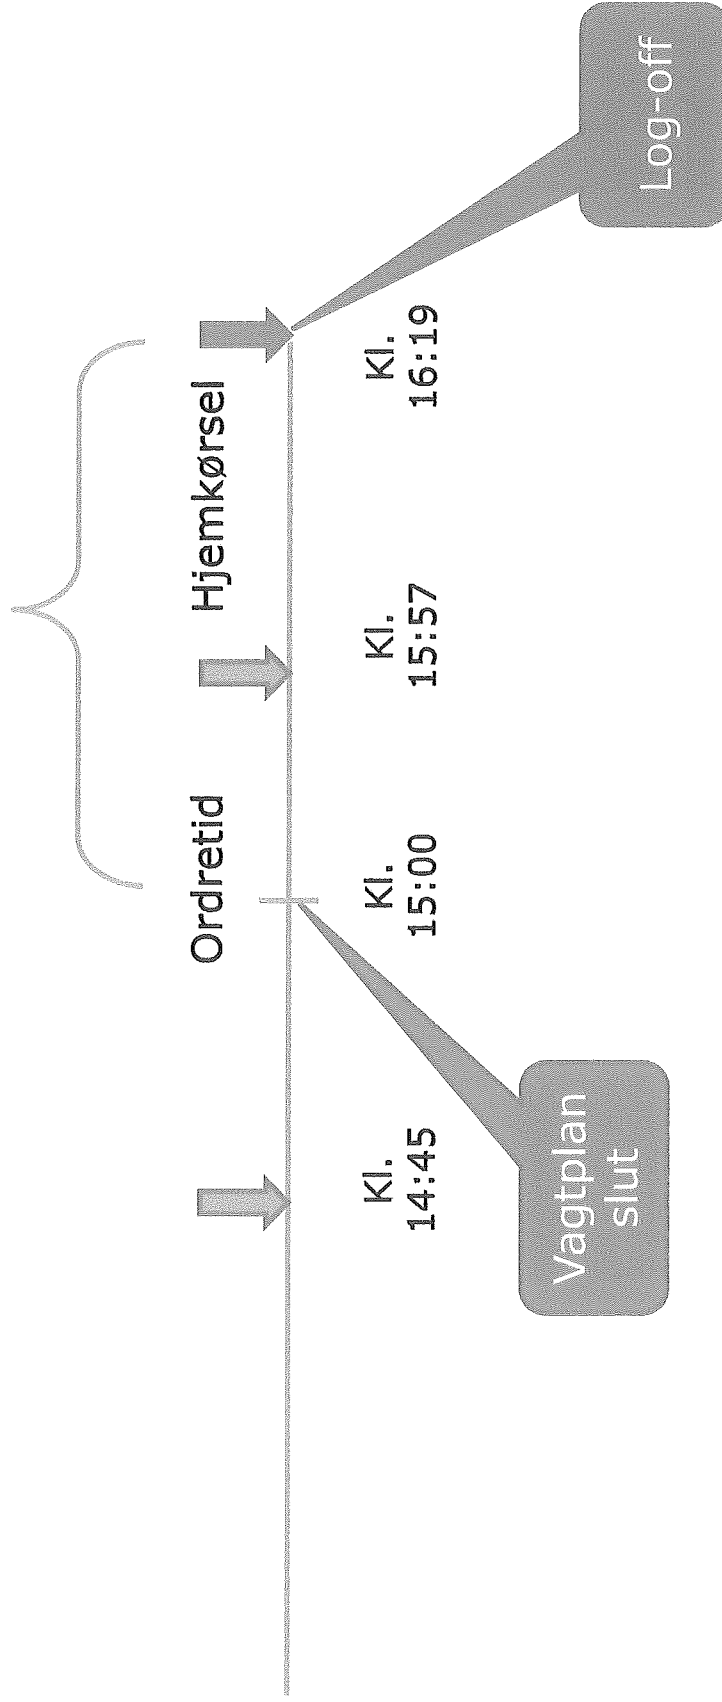 Ordretid
Hjemkørsel
Kl.
14:45
Kl.
15:00
Kl.
15:57
Kl.
16:19
Vagtplan
slut
Log-off